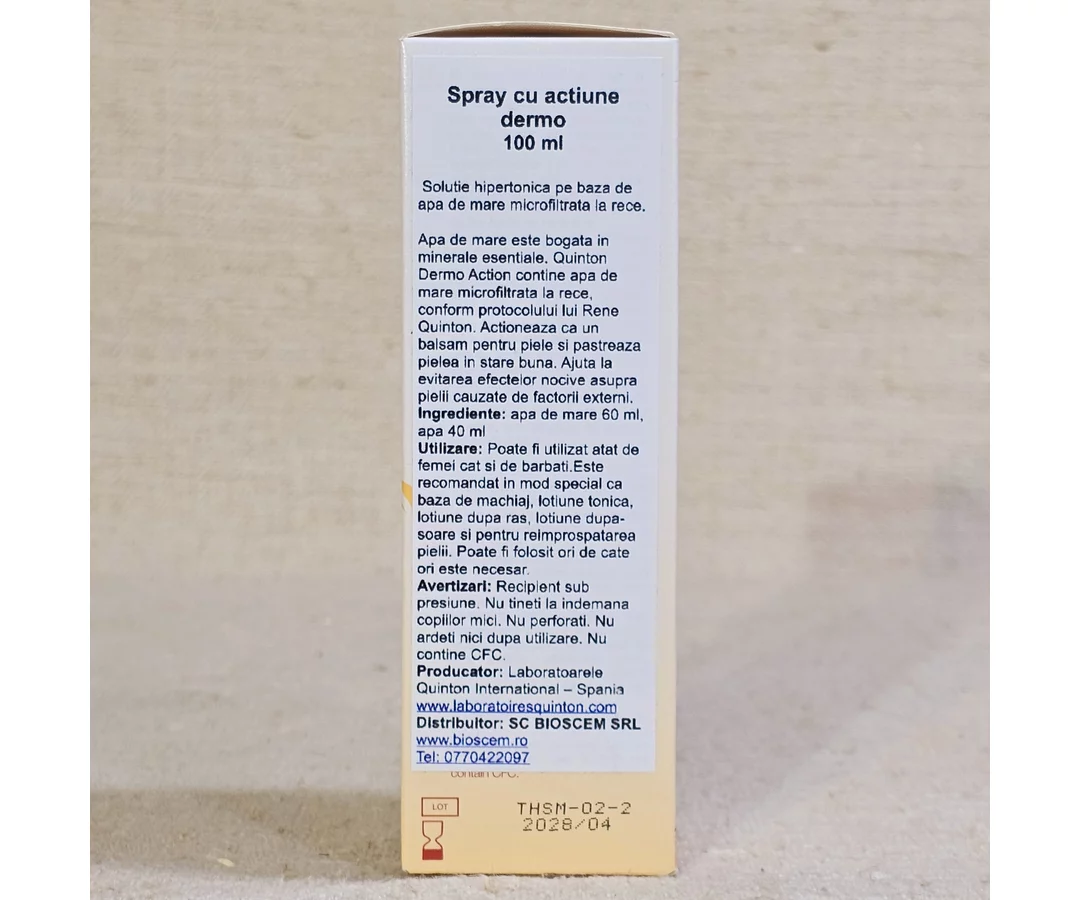 Spray cu actiune
dermo
100 ml
Solutie hipertonica pe baza de
apa de mare microfiltrata la rece.
Apa de mare este bogata in
minerale esentiale. Quinton
Dermo Action contine apa de
mare microfiltrata la rece,
conform protocolului lui Rene
Quinton. Actioneaza ca un
balsam pentru piele si pastreaza
pielea in stare buna. Ajuta la
evitarea efectelor nocive asupra
pielii cauzate de factorii externi.
Ingrediente: apa de mare 60 ml,
apa 40 ml
Utilizare: Poate fi utilizat atat de
femei cat si de barbati.Este
recomandat in mod special ca
baza de machiaj, lotiune tonica,
lotiune dupa ras, lotiune dupa-
soare si pentru reImprospatarea
pielii. Poate fi folosit ori de cate
ori este necesar.
Avertizari: Recipient sub
presiune. Nu tineti la indemana
copiilor mici. Nu perforati. Nu
ardeti nici dupa utilizare. Nu
contine CFC.
Producator: Laboratoarele
Quinton International – Spania
www.laboratoiresquinton.com
Distribuitor: SC BIOSCEM SRL
www.bioscem.ro
Tel: 0770422097
contain CFC.
LOT THSM-02-2
2028/04